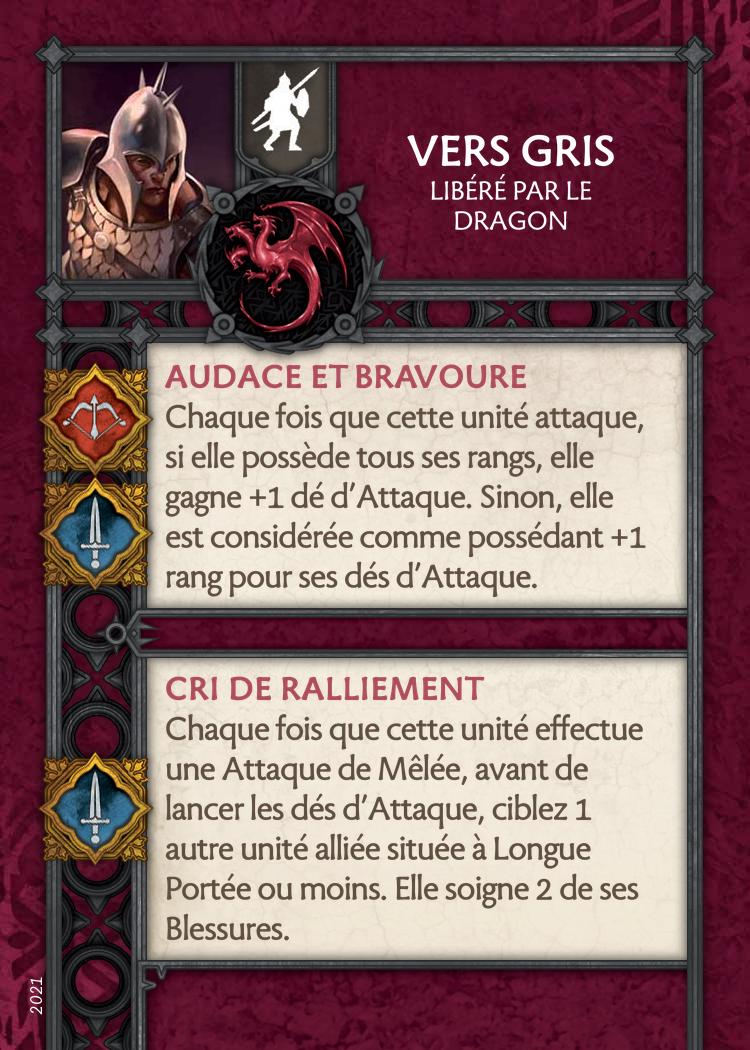 VERS GRIS
LIBÉRÉ PAR LE
DRAGON
AUDACE ET BRAVOURE
Chaque fois que cette unité attaque,
si elle possède tous ses rangs, elle
gagne +1 dé d'Attaque. Sinon, elle
est considérée comme possédant +1
rang pour ses dés d'Attaque.
CRI DE RALLIEMENT
Chaque fois que cette unité effectue
une Attaque de Mêlée, avant de
lancer les dés d'Attaque, ciblez 1
autre unité alliée située à Longue
Portée ou moins. Elle soigne 2 de ses
Blessures.
2021